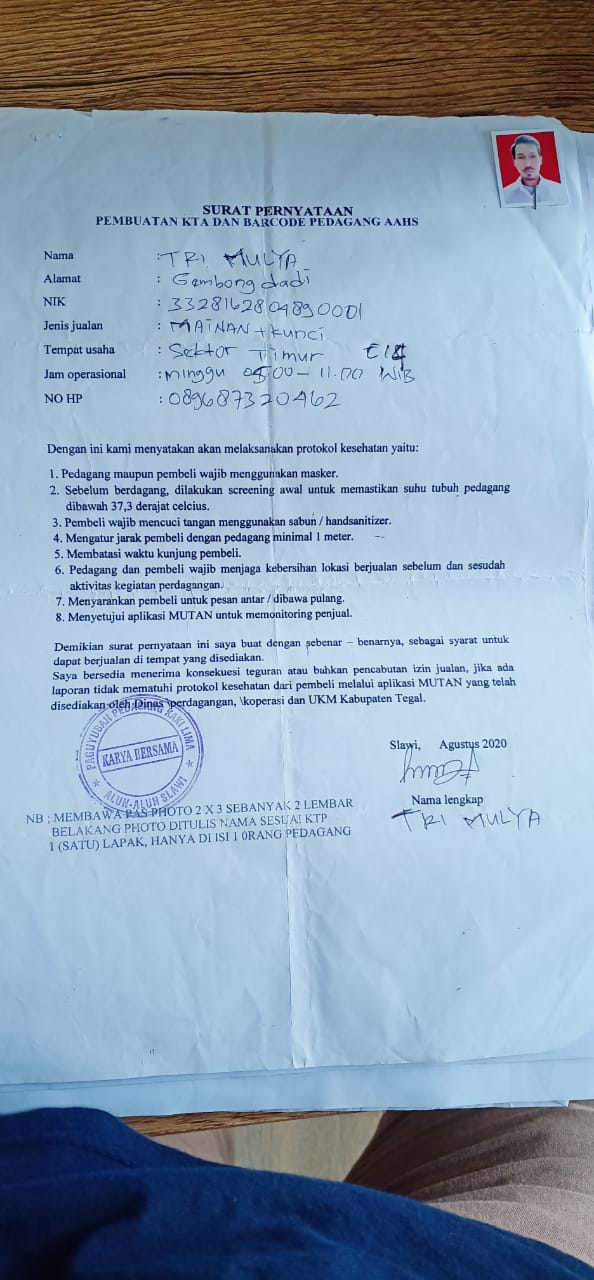 SURAT PERNYATAAN
PEMBUATAN KTA DAN BARCODE PEDAGANG AAHS
Nama : TRI MULYA
Alamat : Gembong dadi
NIK : 3328162804890001
Jenis jualan : MAINAN + kunci
Tempat usaha : Sektor Timur
Jam operasional : minggu 0500 - 11.00 WIB
NO HP : 089687320462
Dengan ini kami menyatakan akan melaksanakan protokol kesehatan yaitu:
1. Pedagang maupun pembeli wajib menggunakan masker.
2. Sebelum berdagang, dilakukan screening awal untuk memastikan suhu tubuh pedagang
dibawah 37,3 derajat celcius.
3. Pembeli wajib mencuci tangan menggunakan sabun / handsanitizer.
4. Mengatur jarak pembeli dengan pedagang minimal 1 meter.
5. Membatasi waktu kunjung pembeli.
6. Pedagang dan pembeli wajib menjaga kebersihan lokasi berjualan sebelum dan sesudah
aktivitas kegiatan perdagangan.
7. Menyarankan pembeli untuk pesan antar / dibawa pulang.
8. Menyetujui aplikasi MUTAN untuk memonitoring penjual.
Demikian surat pernyataan ini saya buat dengan sebenar – benarnya, sebagai syarat untuk
dapat berjualan di tempat yang disediakan.
Saya bersedia menerima konsekuesi teguran atau bahkan pencabutan izin jualan, jika ada
laporan tidak mematuhi protokol kesehatan dari pembeli melalui aplikasi MUTAN yang telah
disediakan oleh Dinas \perdagangan, \koperasi dan UKM Kabupaten Tegal.
PAGUYUBAN PEDAGANG KAKI LIMA
KARYA BERSAMA
ALUN-ALUN SLAWI
Slawi, Agustus 2020
Nama lengkap
TRI MULYA
NB ; MEMBAWA PAS PHOTO 2 X 3 SEBANYAK 2 LEMBAR
BELAKANG PHOTO DITULIS NAMA SESUAI KTP
1 (SATU) LAPAK, HANYA DI ISI 1 0RANG PEDAGANG